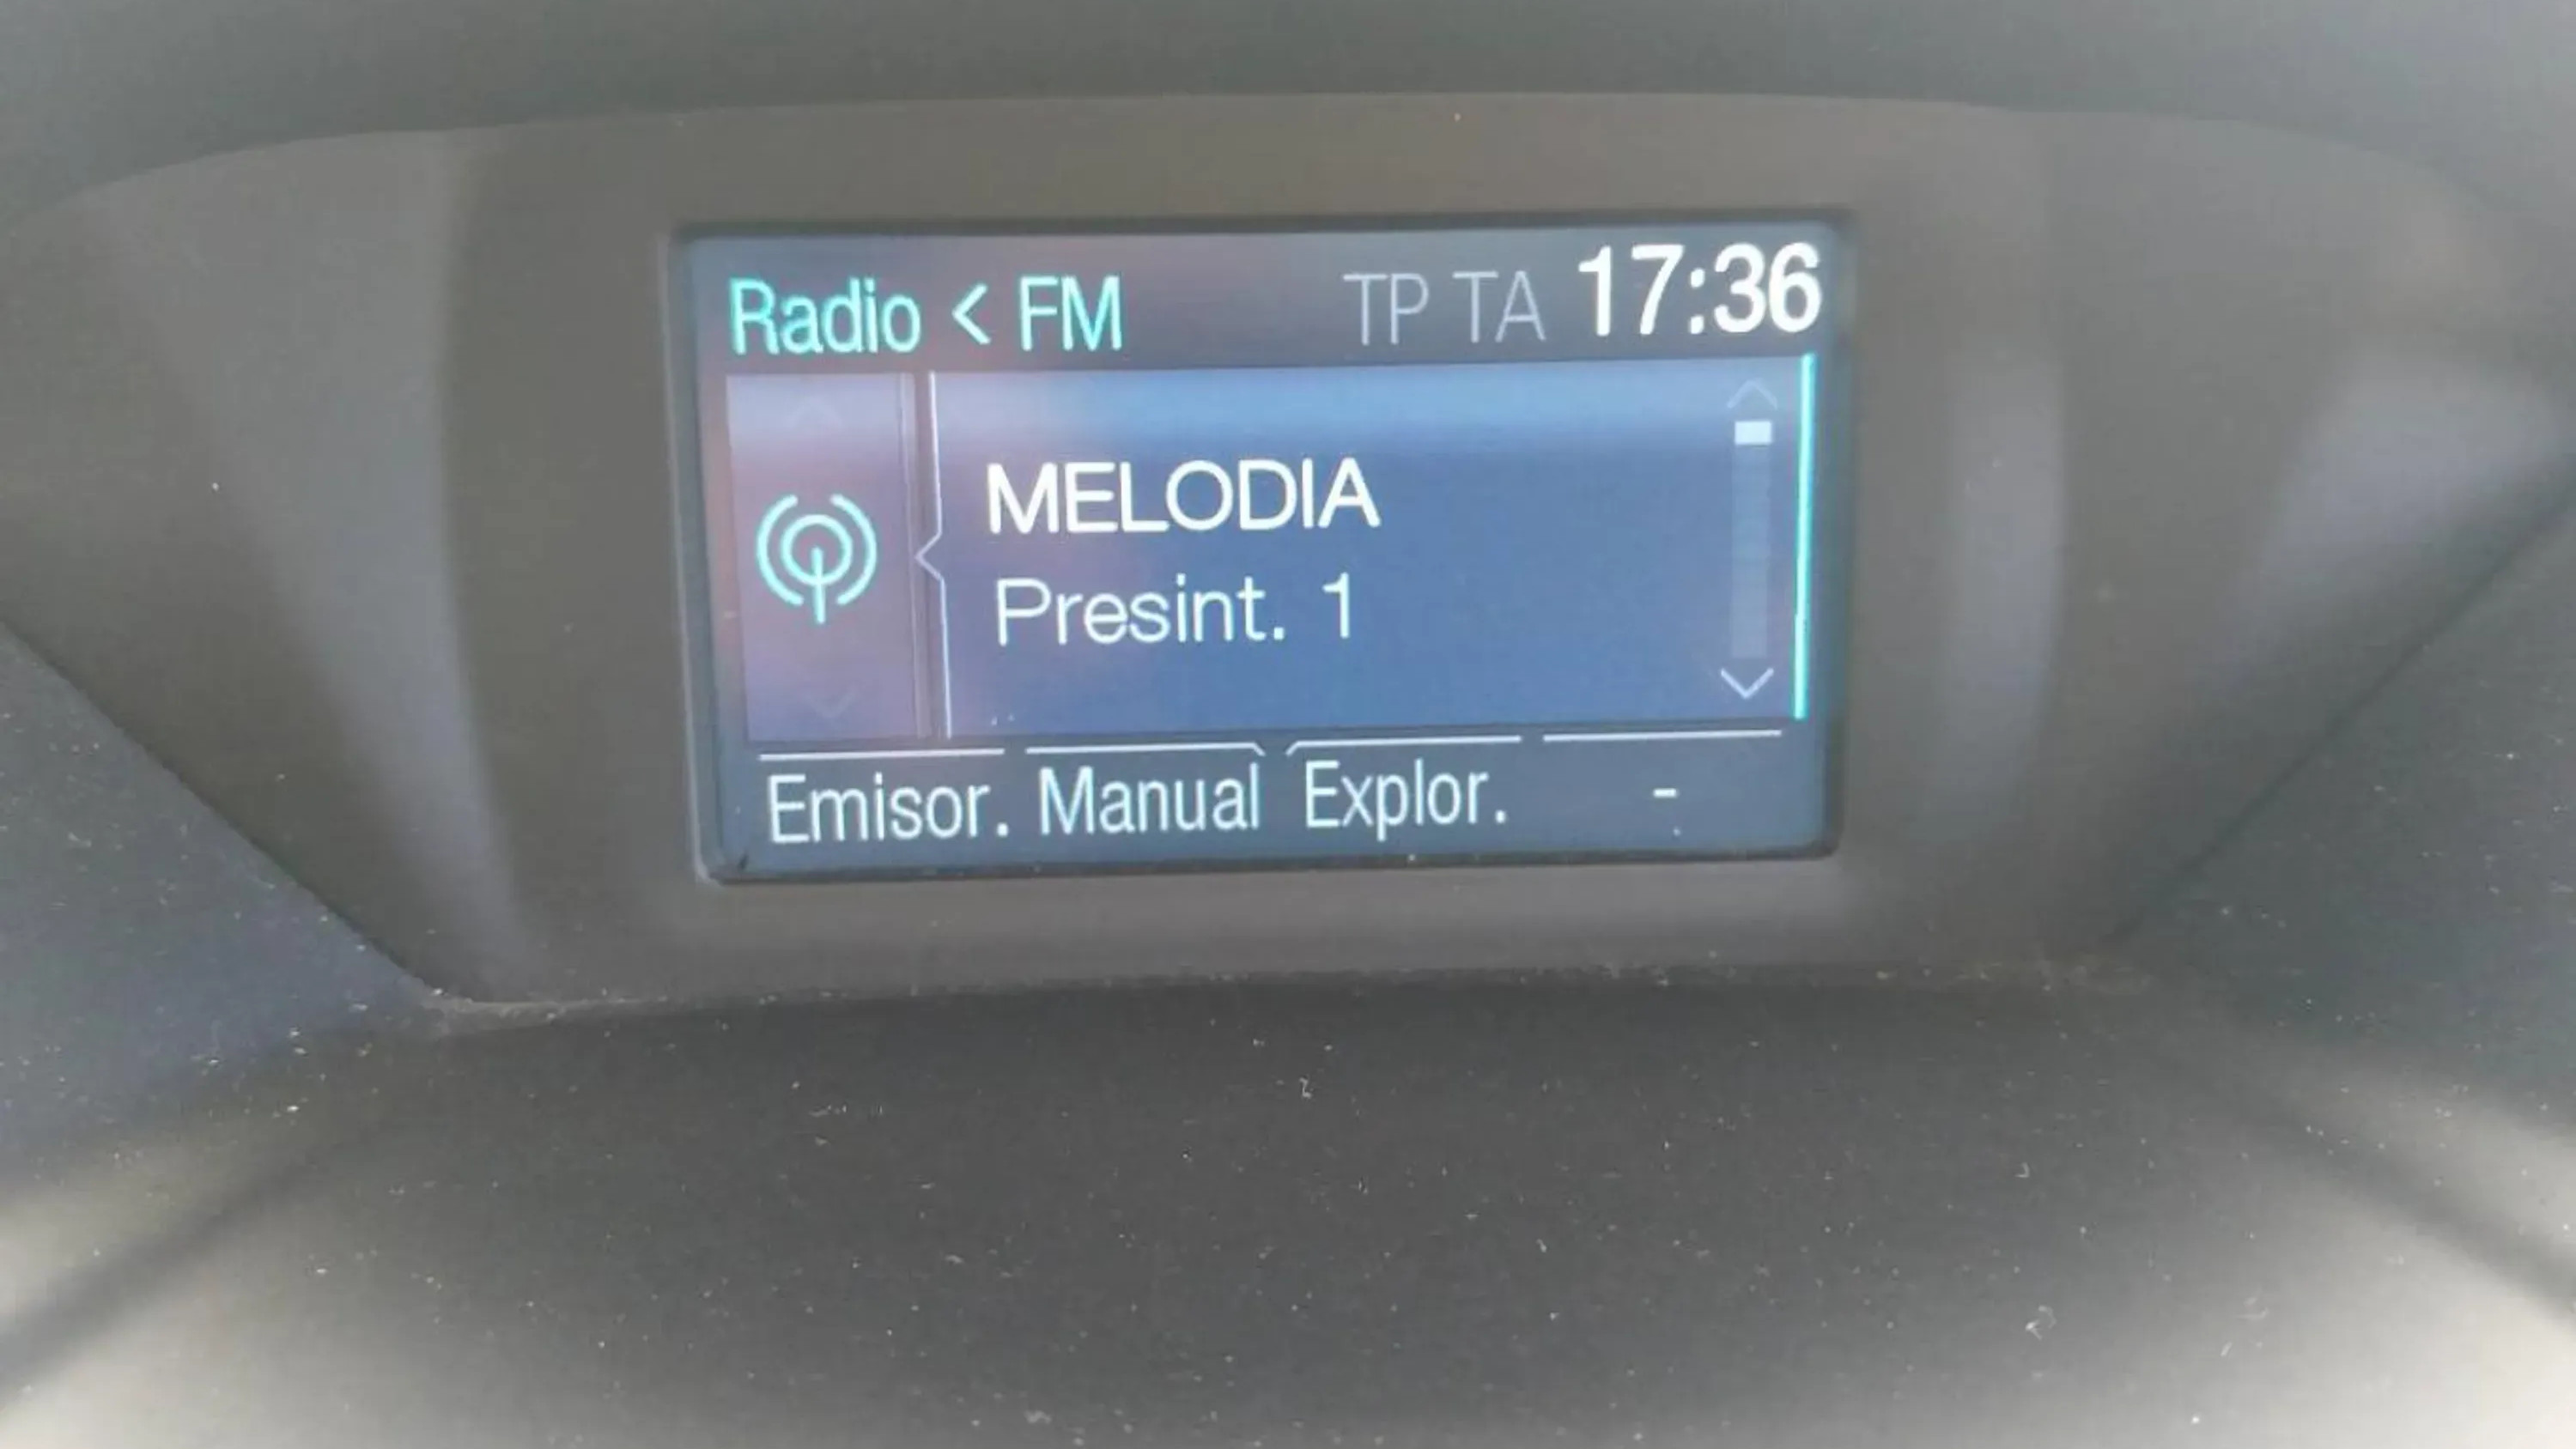 Radio < FM TP TA 17:36
MELODIA
Presint. 1
Emisor. Manual Explor. -